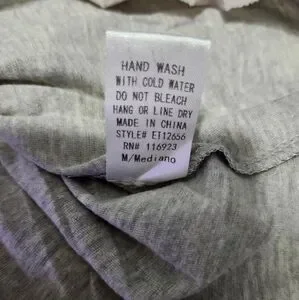 HAND WASH
WITH COLD WATER
DO NOT BLEACH
HANG OR LINE DRY
MADE IN CHINA
STYLE# ET12656
RN# 116923
M/Mediano